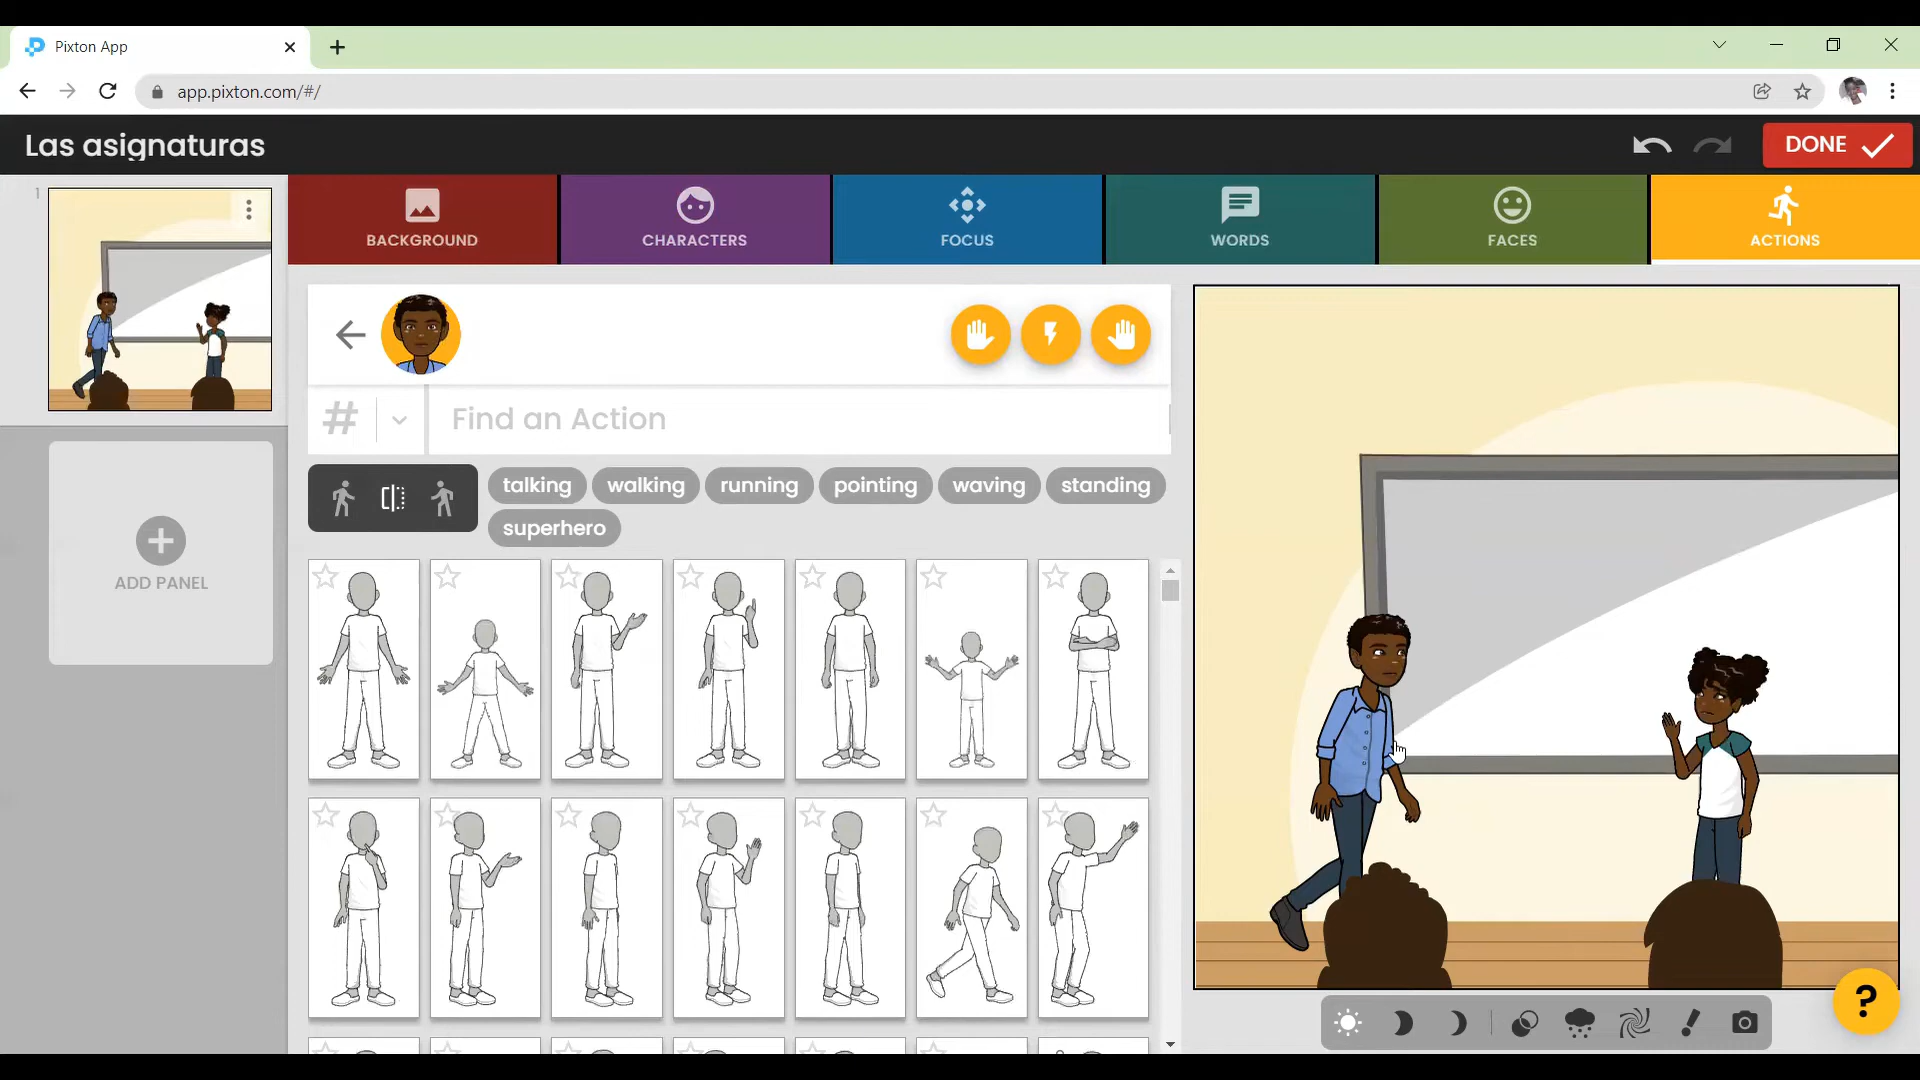 Pixton App
app.pixton.com/#/
Las asignaturas
DONE
1
BACKGROUND
CHARACTERS
FOCUS
WORDS
FACES
ACTIONS
# Find an Action
talking walking running pointing waving standing
superhero
ADD PANEL
?